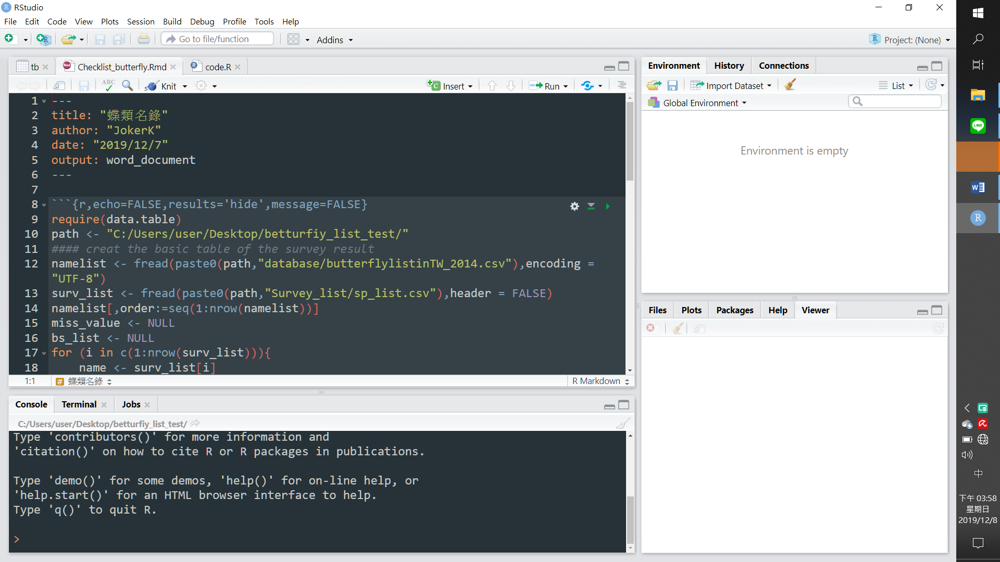 RStudio
File Edit Code View Plots Session Build Debug Profile Tools Help
Go to file/function Addins Project: (None)
tb Checklist_butterfly.Rmd code.R
ABC Knit Insert Run
1 ---
2 title: "蝶類名錄"
3 author: "JokerK"
4 date: "2019/12/7"
5 output: word_document
6 ---
7
8 ```{r,echo=FALSE,results='hide',message=FALSE}
9 require(data.table)
10 path <- "C:/Users/user/Desktop/betturfiy_list_test/"
11 #### creat the basic table of the survey result
12 namelist <- fread(paste0(path,"database/butterflylistinTW_2014.csv"),encoding =
"UTF-8")
13 surv_list <- fread(paste0(path,"Survey_list/sp_list.csv"),header = FALSE)
14 namelist[,order:=seq(1:nrow(namelist))]
15 miss_value <- NULL
16 bs_list <- NULL
17 for (i in c(1:nrow(surv_list))){
18 name <- surv_list[i]
1:1 # 蝶類名錄 R Markdown
Console Terminal Jobs
C:/Users/user/Desktop/betturfiy_list_test/
Type 'contributors()' for more information and
'citation()' on how to cite R or R packages in publications.
Type 'demo()' for some demos, 'help()' for on-line help, or
'help.start()' for an HTML browser interface to help.
Type 'q()' to quit R.
>
Environment History Connections
Import Dataset List
Global Environment
Environment is empty
Files Plots Packages Help Viewer
LINE
W
R
中
下午 03:58
星期日
2019/12/8